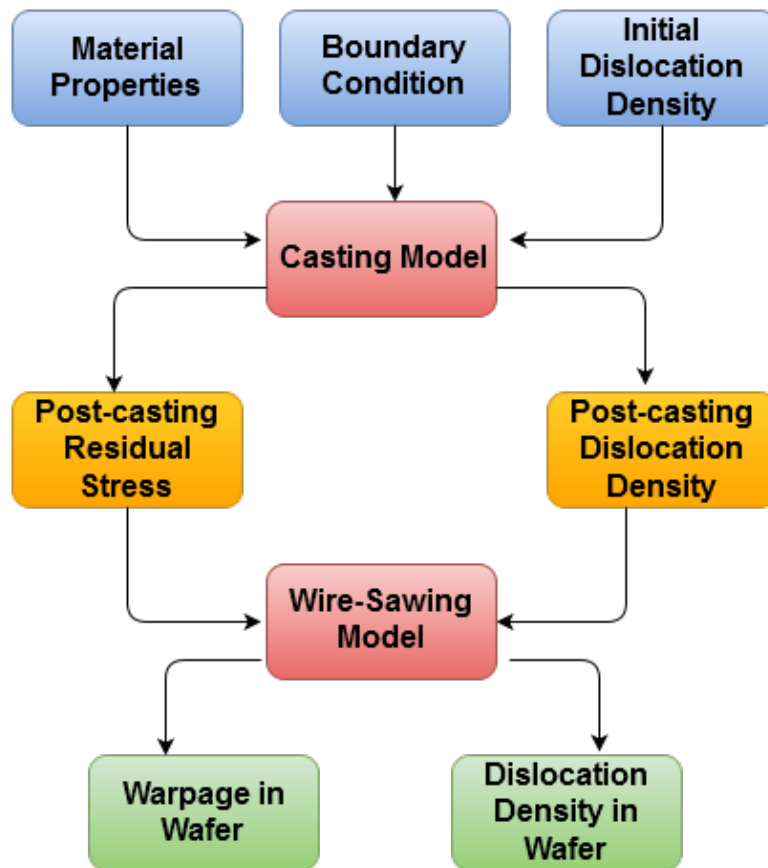 Material
Properties
Boundary
Condition
Initial
Dislocation
Density
Casting Model
Post-casting
Residual
Stress
Post-casting
Dislocation
Density
Wire-Sawing
Model
Warpage in
Wafer
Dislocation
Density in
Wafer